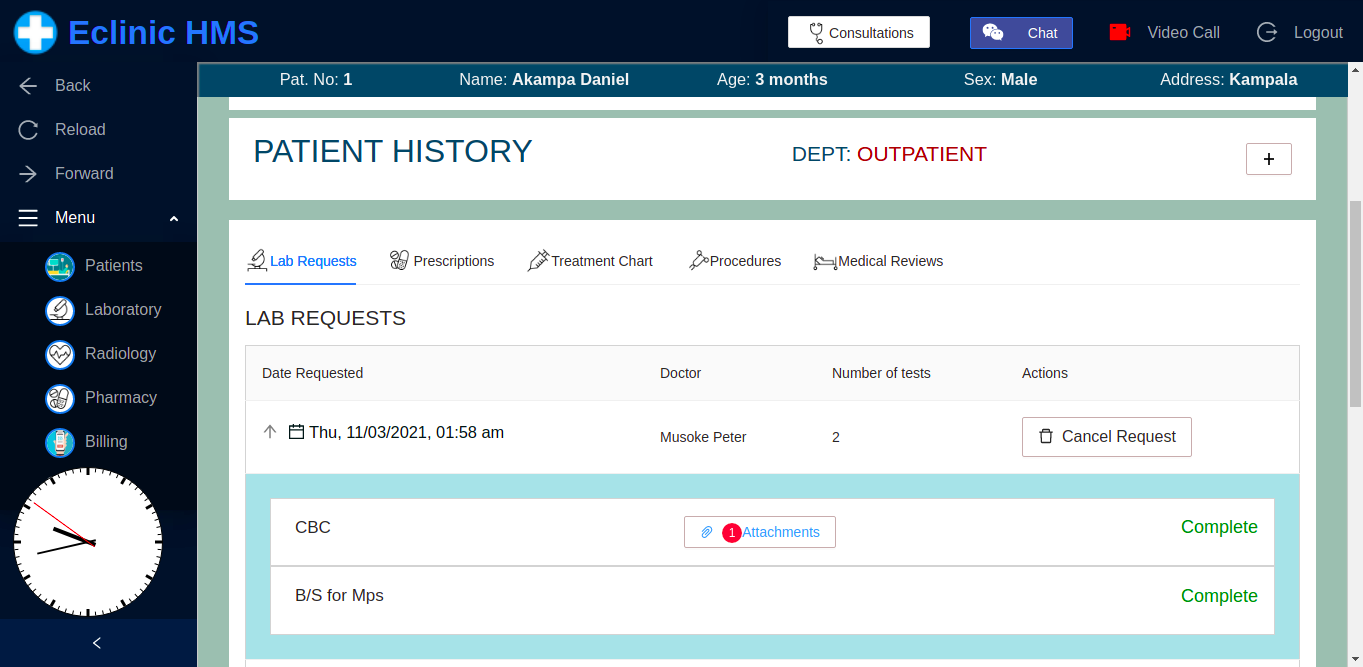 Eclinic HMS
Consultations
Chat
Video Call
Logout
Back
Reload
Forward
Menu
Patients
Laboratory
Radiology
Pharmacy
Billing
Pat. No: 1 Name: Akampa Daniel Age: 3 months Sex: Male Address: Kampala
PATIENT HISTORY
DEPT: OUTPATIENT
+
Lab Requests Prescriptions Treatment Chart Procedures Medical Reviews
LAB REQUESTS
Date Requested Doctor Number of tests Actions
Thu, 11/03/2021, 01:58 am Musoke Peter 2 Cancel Request
CBC 1 Attachments Complete
B/S for Mps Complete